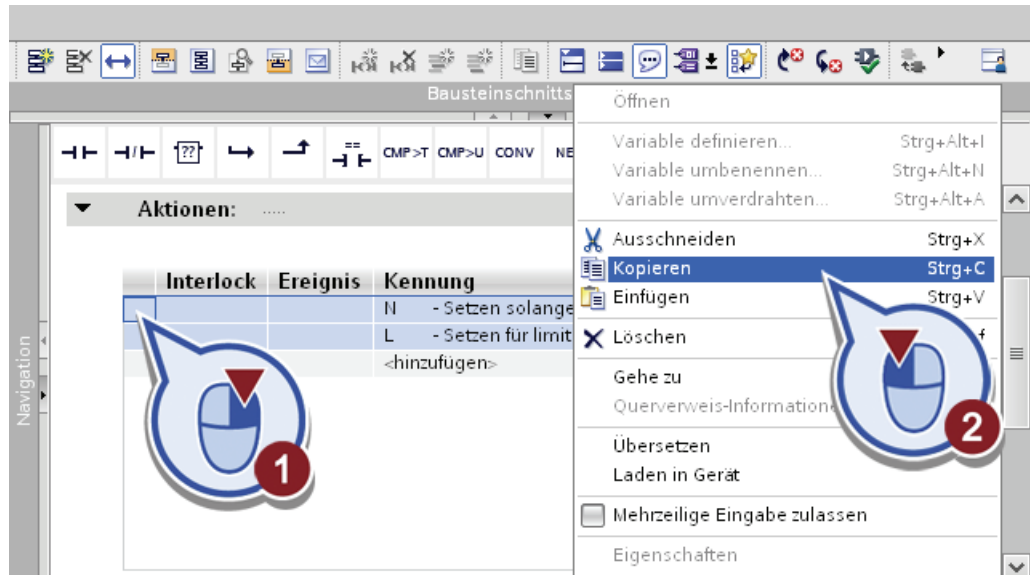 Bausteinschnitts
CMP>T CMP>U CONV NE
Aktionen: .....
Interlock Ereignis Kennung
N - Setzen solange
L - Setzen für limit
<hinzufügen>
Navigation
1
Öffnen
Variable definieren... Strg+Alt+I
Variable umbenennen... Strg+Alt+N
Variable umverdrahten... Strg+Alt+A
Ausschneiden Strg+X
Kopieren Strg+C
Einfügen Strg+V
Löschen f
Gehe zu
Querverweis-Informatione
Übersetzen
Laden in Gerät
Mehrzeilige Eingabe zulassen
Eigenschaften
2